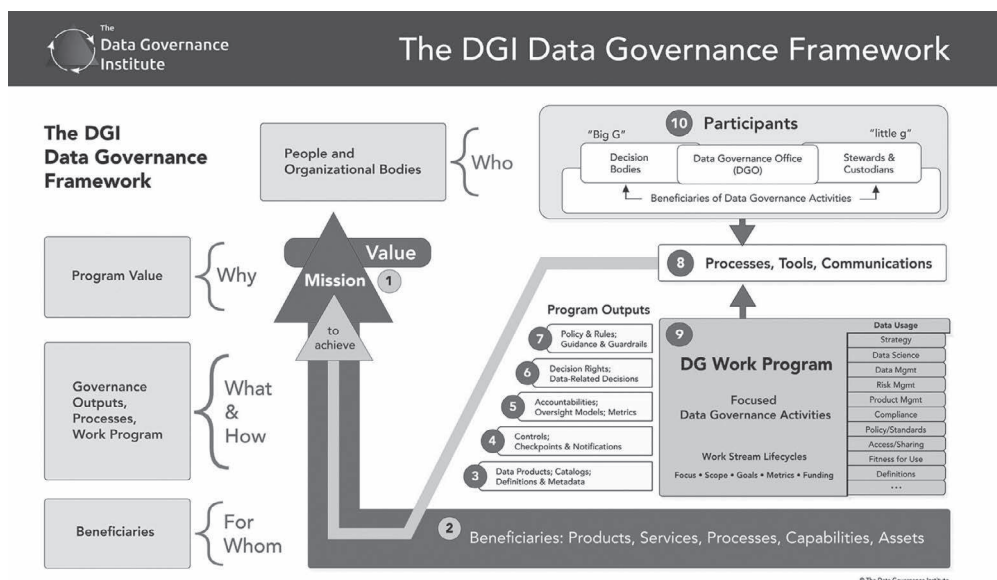 The
Data Governance
Institute
The DGI Data Governance Framework
The DGI
Data Governance
Framework
People and
Organizational Bodies
Who
10 Participants
"Big G"
"little g"
Decision
Bodies
Data Governance Office
(DGO)
Stewards &
Custodians
Beneficiaries of Data Governance Activities
Program Value
Why
Value
Mission
1
to
achieve
8 Processes, Tools, Communications
Governance
Outputs,
Processes,
Work Program
What
&
How
Program Outputs
7 Policy & Rules;
Guidance & Guardrails
6 Decision Rights;
Data-Related Decisions
5 Accountabilities;
Oversight Models; Metrics
4 Controls;
Checkpoints & Notifications
3 Data Products; Catalogs;
Definitions & Metadata
9
DG Work Program
Focused
Data Governance Activities
Work Stream Lifecycles
Focus • Scope • Goals • Metrics • Funding
Data Usage
Strategy
Data Science
Data Mgmt
Risk Mgmt
Product Mgmt
Compliance
Policy/Standards
Access/Sharing
Fitness for Use
Definitions
...
Beneficiaries
For
Whom
2 Beneficiaries: Products, Services, Processes, Capabilities, Assets
© The Data Governance Institute